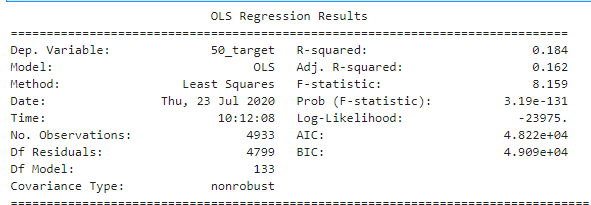 OLS Regression Results
==============================================================================
Dep. Variable: 50_target R-squared: 0.184
Model: OLS Adj. R-squared: 0.162
Method: Least Squares F-statistic: 8.159
Date: Thu, 23 Jul 2020 Prob (F-statistic): 3.19e-131
Time: 10:12:08 Log-Likelihood: -23975.
No. Observations: 4933 AIC: 4.822e+04
Df Residuals: 4799 BIC: 4.909e+04
Df Model: 133
Covariance Type: nonrobust
=================================================================================